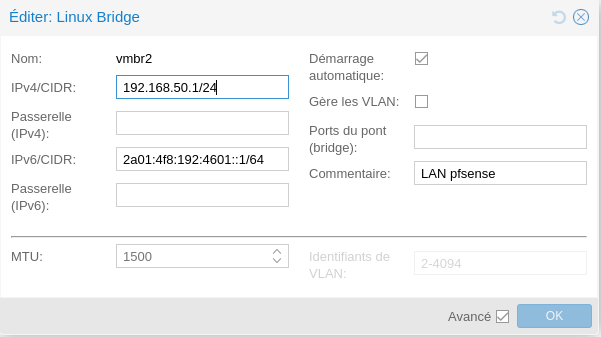 Éditer: Linux Bridge
Nom: vmbr2
IPv4/CIDR: 192.168.50.1/24
Passerelle
(IPv4):
IPv6/CIDR: 2a01:4f8:192:4601::1/64
Passerelle
(IPv6):
Démarrage
automatique:
Gère les VLAN:
Ports du pont
(bridge):
Commentaire: LAN pfsense
MTU: 1500
Identifiants de
VLAN: 2-4094
Avancé
OK